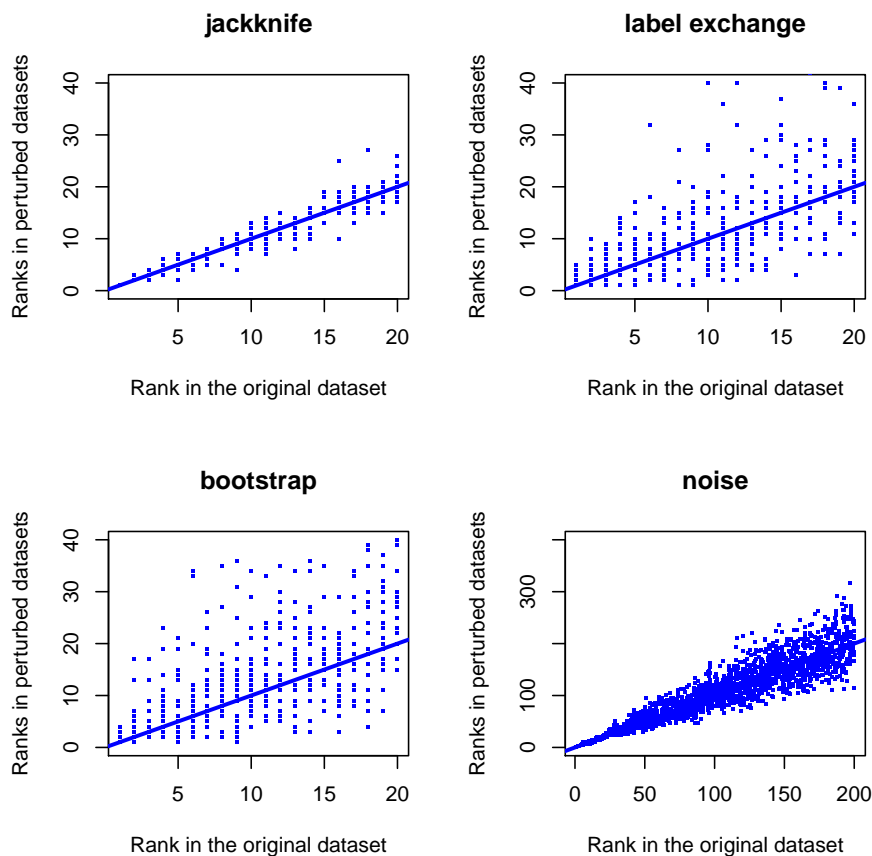 jackknife
Ranks in perturbed datasets
40
30
20
10
0
5
10
15
20
Rank in the original dataset
label exchange
Ranks in perturbed datasets
40
30
20
10
0
5
10
15
20
Rank in the original dataset
bootstrap
Ranks in perturbed datasets
40
30
20
10
0
5
10
15
20
Rank in the original dataset
noise
Ranks in perturbed datasets
300
100
0
0
50
100
150
200
Rank in the original dataset